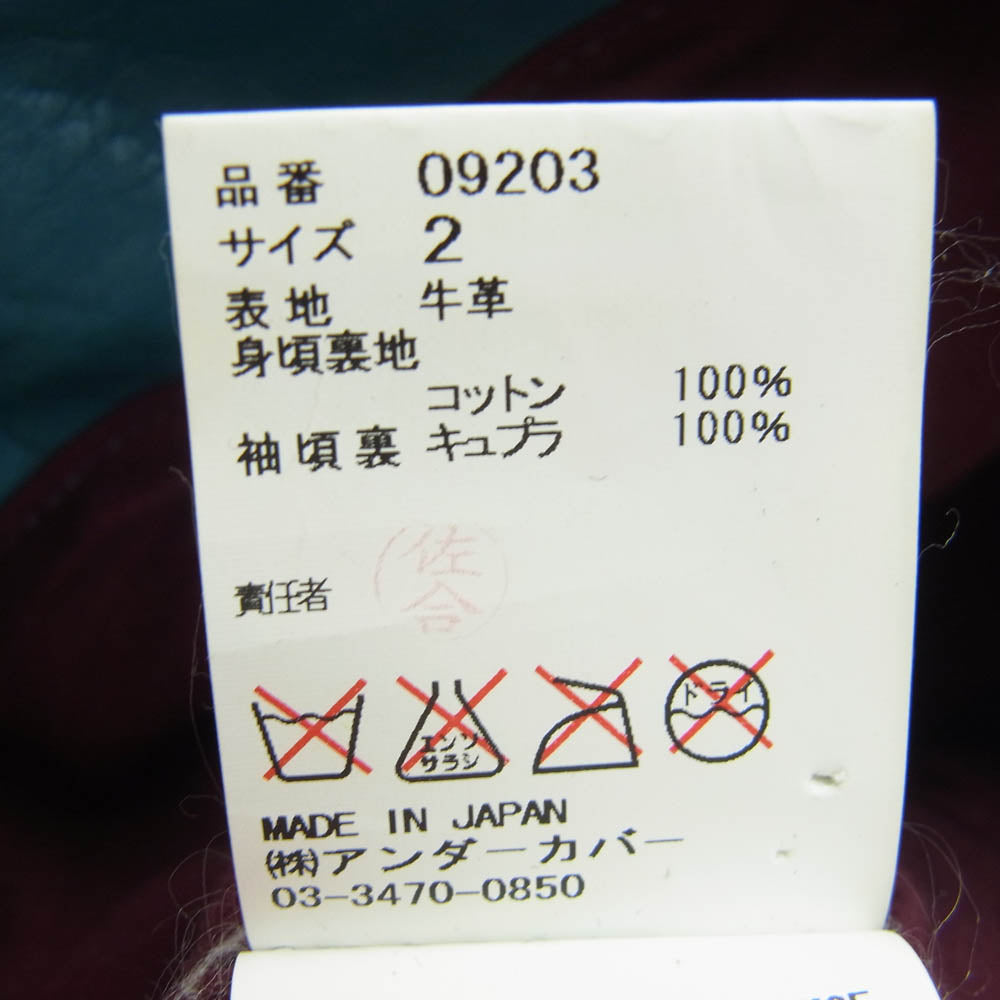 品番 09203
サイズ 2
表地 牛革
身頃裏地
コットン 100%
袖頃裏 キュプラ 100%
佐合
責任者
エンソサラシ
ドライ
MADE IN JAPAN
(株)アンダーカバー
03-3470-0850